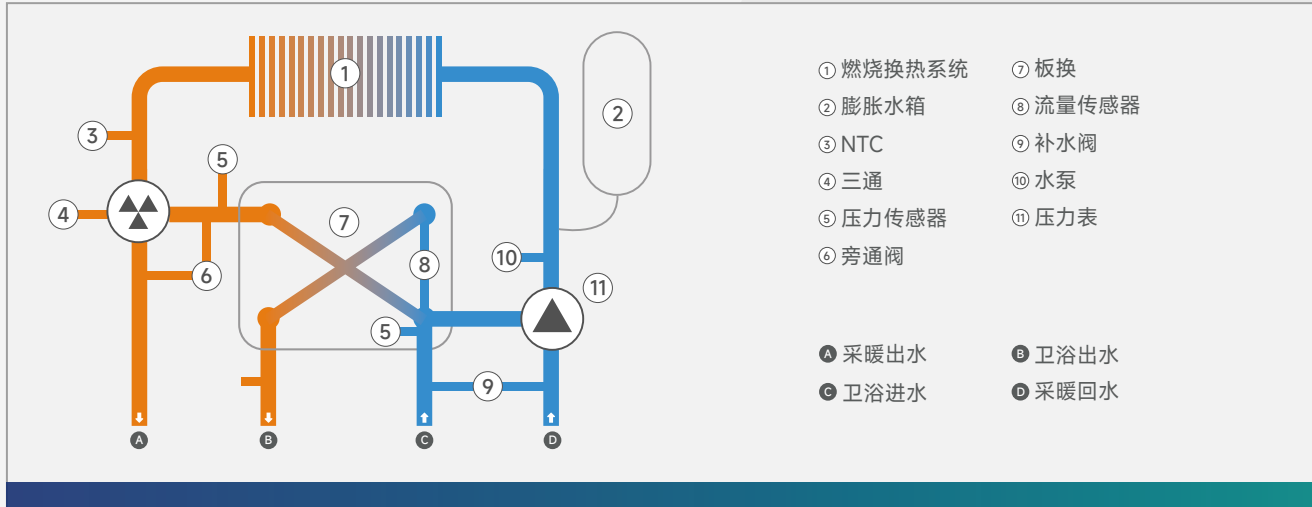 ①
②
③
⑤
④
⑦
⑥
⑧
⑩
⑪
⑤
⑨
A
B
C
D
① 燃烧换热系统
⑦ 板换
② 膨胀水箱
⑧ 流量传感器
③ NTC
⑨ 补水阀
④ 三通
⑩ 水泵
⑤ 压力传感器
⑪ 压力表
⑥ 旁通阀
A 采暖出水
B 卫浴出水
C 卫浴进水
D 采暖回水